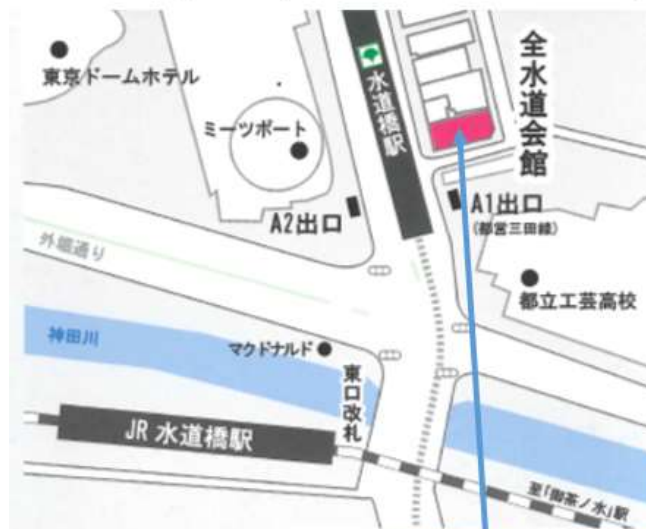 東京ドームホテル
ミーツポート
水道橋駅
全水道会館
A2出口
A1出口
(都営三田線)
外堀通り
都立工芸高校
神田川
マクドナルド
東口改札
JR 水道橋駅
至「御茶ノ水」駅